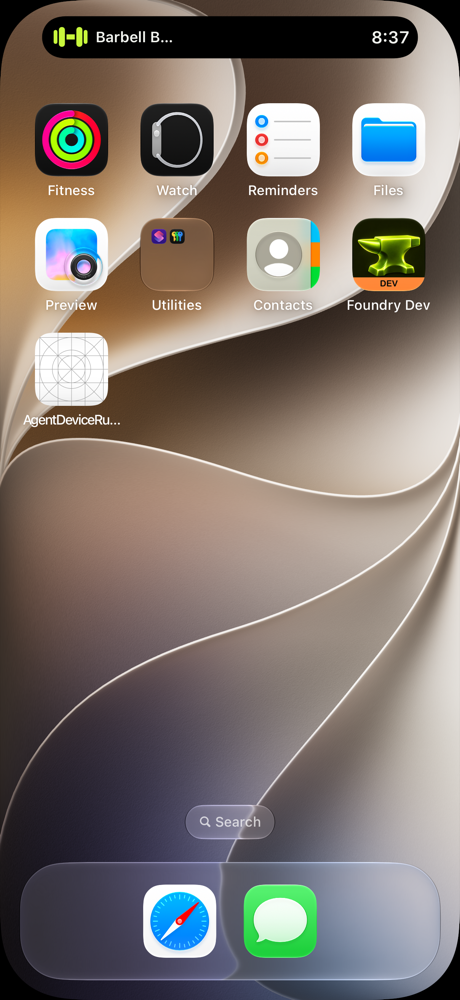 Barbell B... 8:37
Fitness Watch Reminders Files
Preview Utilities Contacts Foundry Dev
DEV
AgentDeviceRu...
Search